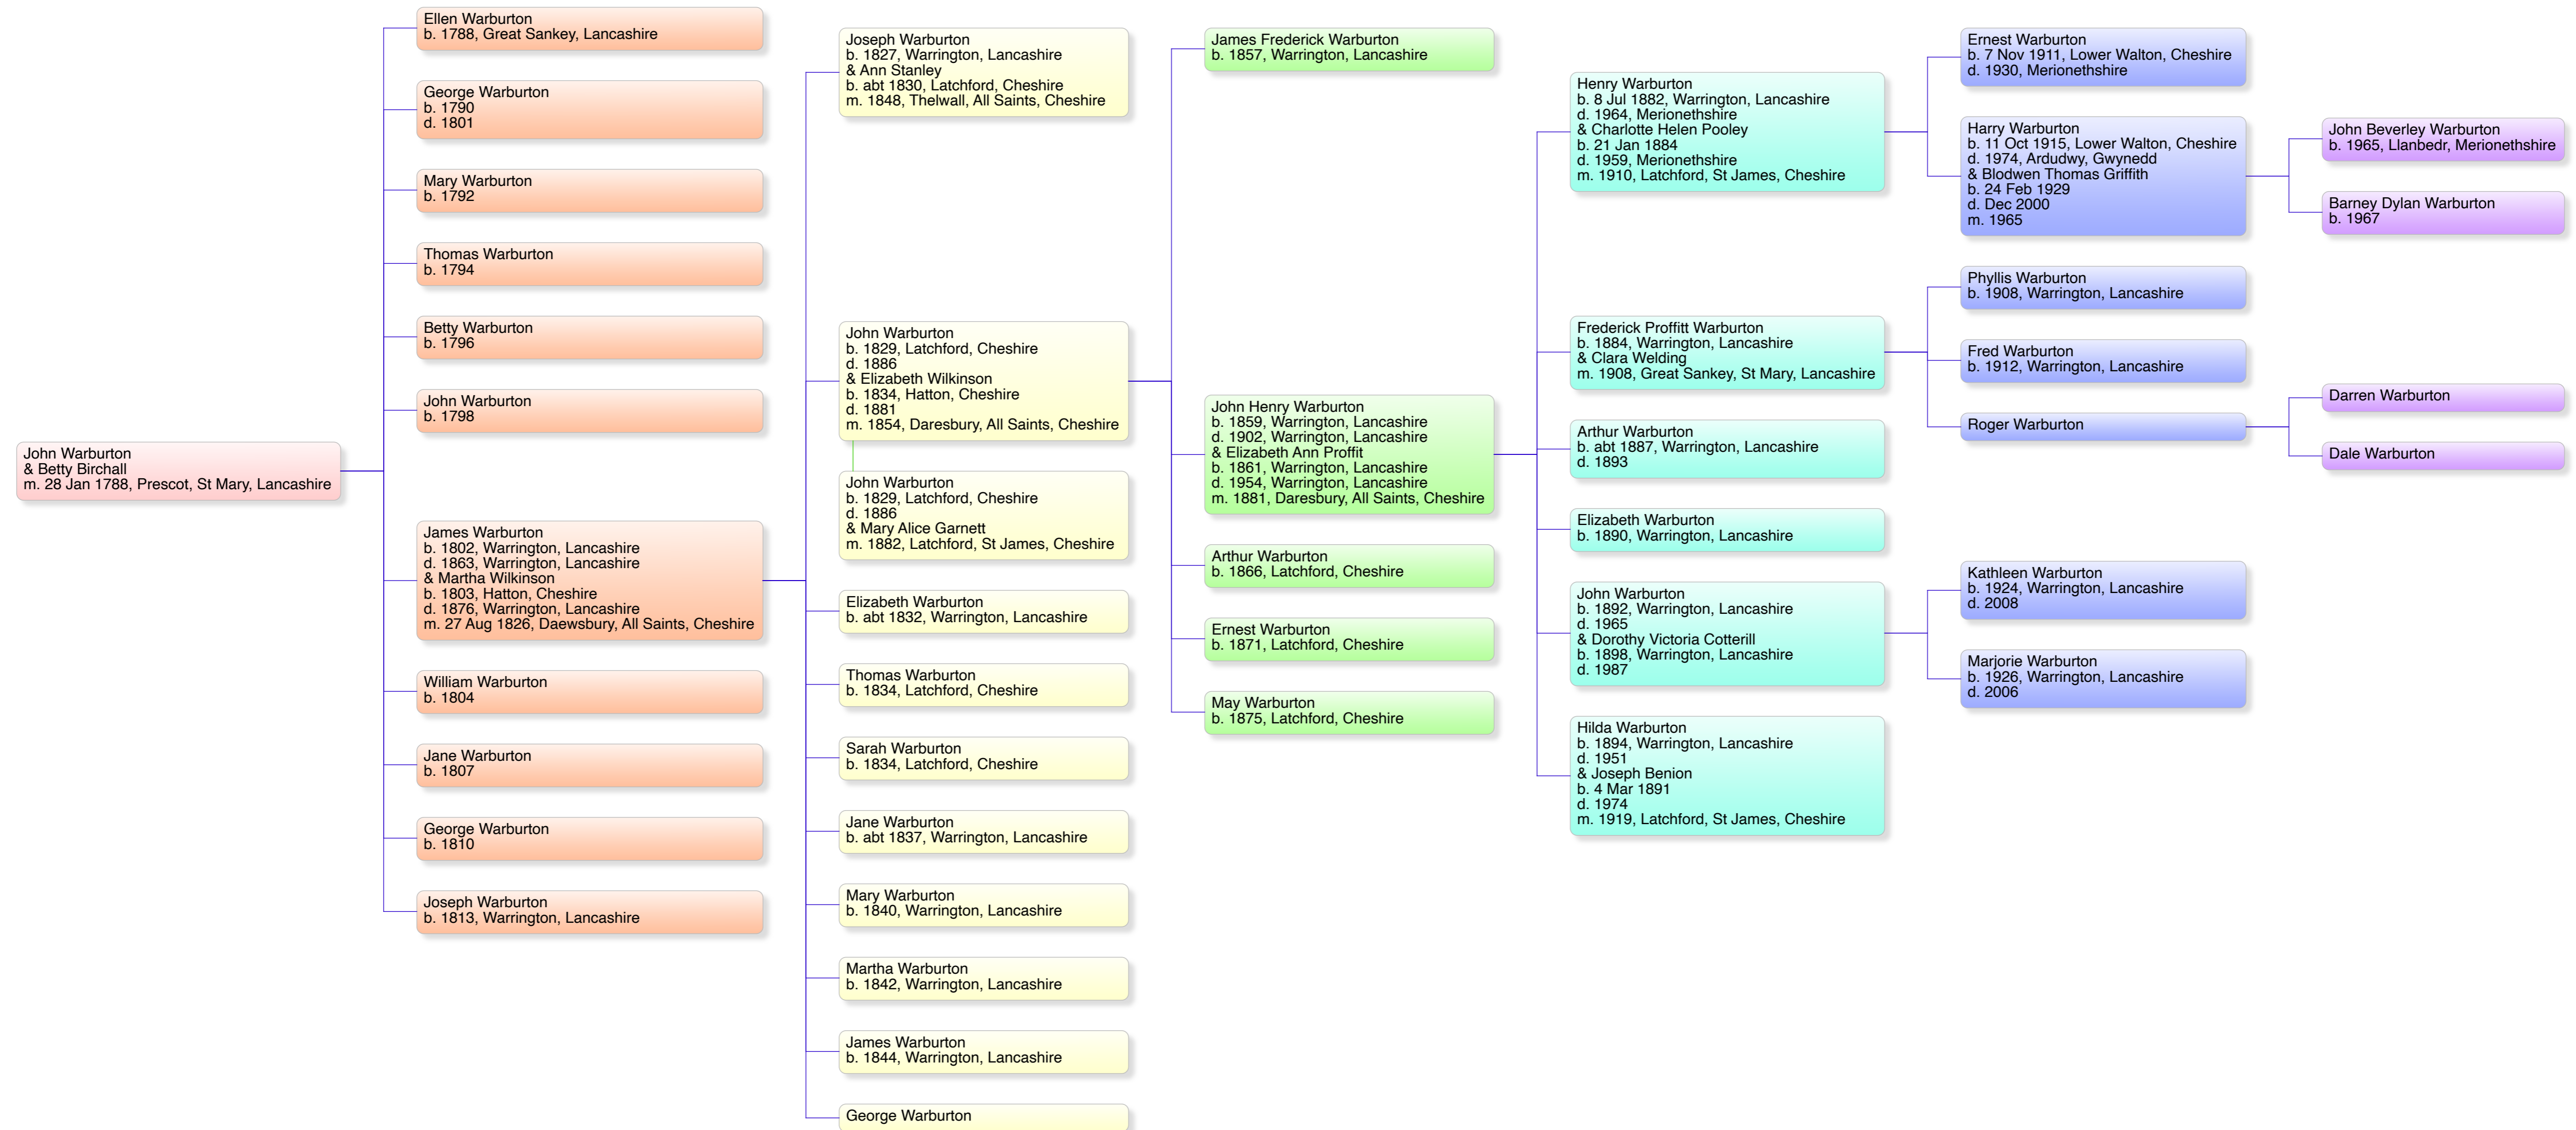 John Warburton
& Betty Birchall
m. 28 Jan 1788, Prescot, St Mary, Lancashire
Ellen Warburton
b. 1788, Great Sankey, Lancashire
George Warburton
b. 1790
d. 1801
Mary Warburton
b. 1792
Thomas Warburton
b. 1794
Betty Warburton
b. 1796
John Warburton
b. 1798
James Warburton
b. 1802, Warrington, Lancashire
d. 1863, Warrington, Lancashire
& Martha Wilkinson
b. 1803, Hatton, Cheshire
d. 1876, Warrington, Lancashire
m. 27 Aug 1826, Daewsbury, All Saints, Cheshire
William Warburton
b. 1804
Jane Warburton
b. 1807
George Warburton
b. 1810
Joseph Warburton
b. 1813, Warrington, Lancashire
Joseph Warburton
b. 1827, Warrington, Lancashire
& Ann Stanley
b. abt 1830, Latchford, Cheshire
m. 1848, Thelwall, All Saints, Cheshire
John Warburton
b. 1829, Latchford, Cheshire
d. 1886
& Elizabeth Wilkinson
b. 1834, Hatton, Cheshire
d. 1881
m. 1854, Daresbury, All Saints, Cheshire
John Warburton
b. 1829, Latchford, Cheshire
d. 1886
& Mary Alice Garnett
m. 1882, Latchford, St James, Cheshire
Elizabeth Warburton
b. abt 1832, Warrington, Lancashire
Thomas Warburton
b. 1834, Latchford, Cheshire
Sarah Warburton
b. 1834, Latchford, Cheshire
Jane Warburton
b. abt 1837, Warrington, Lancashire
Mary Warburton
b. 1840, Warrington, Lancashire
Martha Warburton
b. 1842, Warrington, Lancashire
James Warburton
b. 1844, Warrington, Lancashire
George Warburton
James Frederick Warburton
b. 1857, Warrington, Lancashire
John Henry Warburton
b. 1859, Warrington, Lancashire
d. 1902, Warrington, Lancashire
& Elizabeth Ann Proffit
b. 1861, Warrington, Lancashire
d. 1954, Warrington, Lancashire
m. 1881, Daresbury, All Saints, Cheshire
Arthur Warburton
b. 1866, Latchford, Cheshire
Ernest Warburton
b. 1871, Latchford, Cheshire
May Warburton
b. 1875, Latchford, Cheshire
Henry Warburton
b. 8 Jul 1882, Warrington, Lancashire
d. 1964, Merionethshire
& Charlotte Helen Pooley
b. 21 Jan 1884
d. 1959, Merionethshire
m. 1910, Latchford, St James, Cheshire
Frederick Proffitt Warburton
b. 1884, Warrington, Lancashire
& Clara Welding
m. 1908, Great Sankey, St Mary, Lancashire
Arthur Warburton
b. abt 1887, Warrington, Lancashire
d. 1893
Elizabeth Warburton
b. 1890, Warrington, Lancashire
John Warburton
b. 1892, Warrington, Lancashire
d. 1965
& Dorothy Victoria Cotterill
b. 1898, Warrington, Lancashire
d. 1987
Hilda Warburton
b. 1894, Warrington, Lancashire
d. 1951
& Joseph Benion
b. 4 Mar 1891
d. 1974
m. 1919, Latchford, St James, Cheshire
Ernest Warburton
b. 7 Nov 1911, Lower Walton, Cheshire
d. 1930, Merionethshire
Harry Warburton
b. 11 Oct 1915, Lower Walton, Cheshire
d. 1974, Ardudwy, Gwynedd
& Blodwen Thomas Griffith
b. 24 Feb 1929
d. Dec 2000
m. 1965
Phyllis Warburton
b. 1908, Warrington, Lancashire
Fred Warburton
b. 1912, Warrington, Lancashire
Roger Warburton
Kathleen Warburton
b. 1924, Warrington, Lancashire
d. 2008
Marjorie Warburton
b. 1926, Warrington, Lancashire
d. 2006
John Beverley Warburton
b. 1965, Llanbedr, Merionethshire
Barney Dylan Warburton
b. 1967
Darren Warburton
Dale Warburton